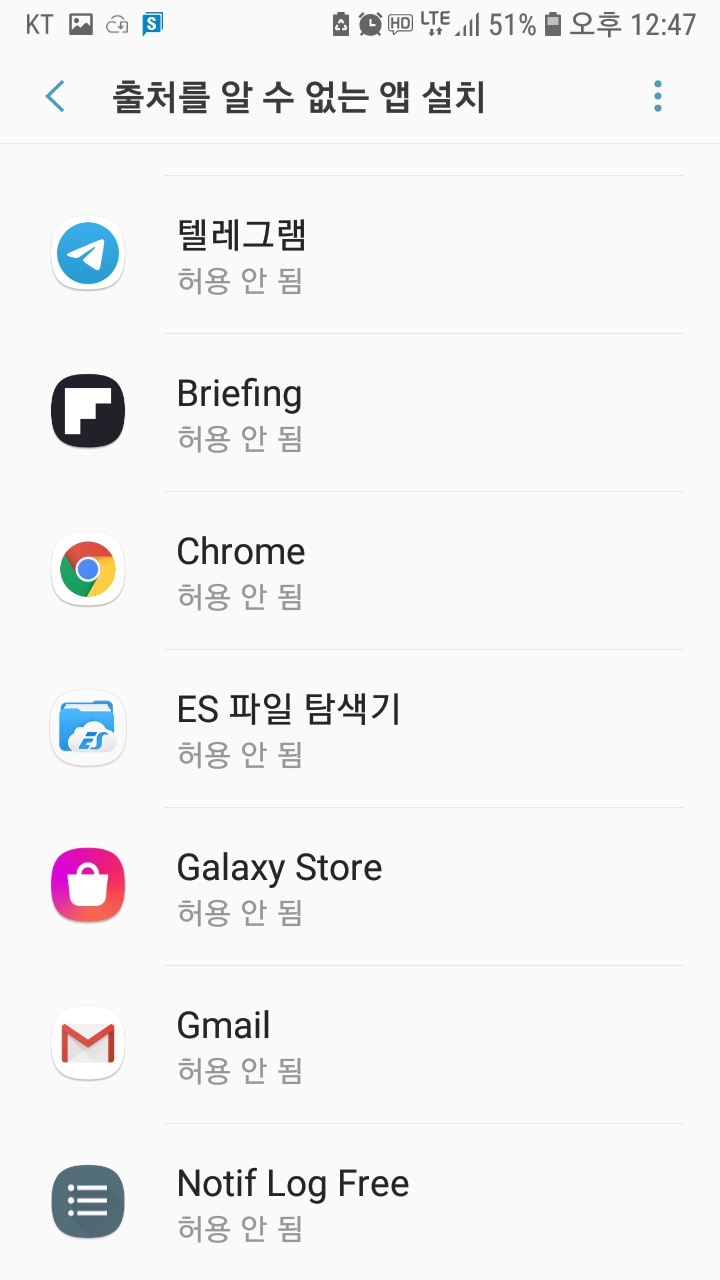 KT HD LTE 51% 오후 12:47
출처를 알 수 없는 앱 설치
텔레그램
허용 안 됨
Briefing
허용 안 됨
Chrome
허용 안 됨
ES 파일 탐색기
허용 안 됨
Galaxy Store
허용 안 됨
Gmail
허용 안 됨
Notif Log Free
허용 안 됨